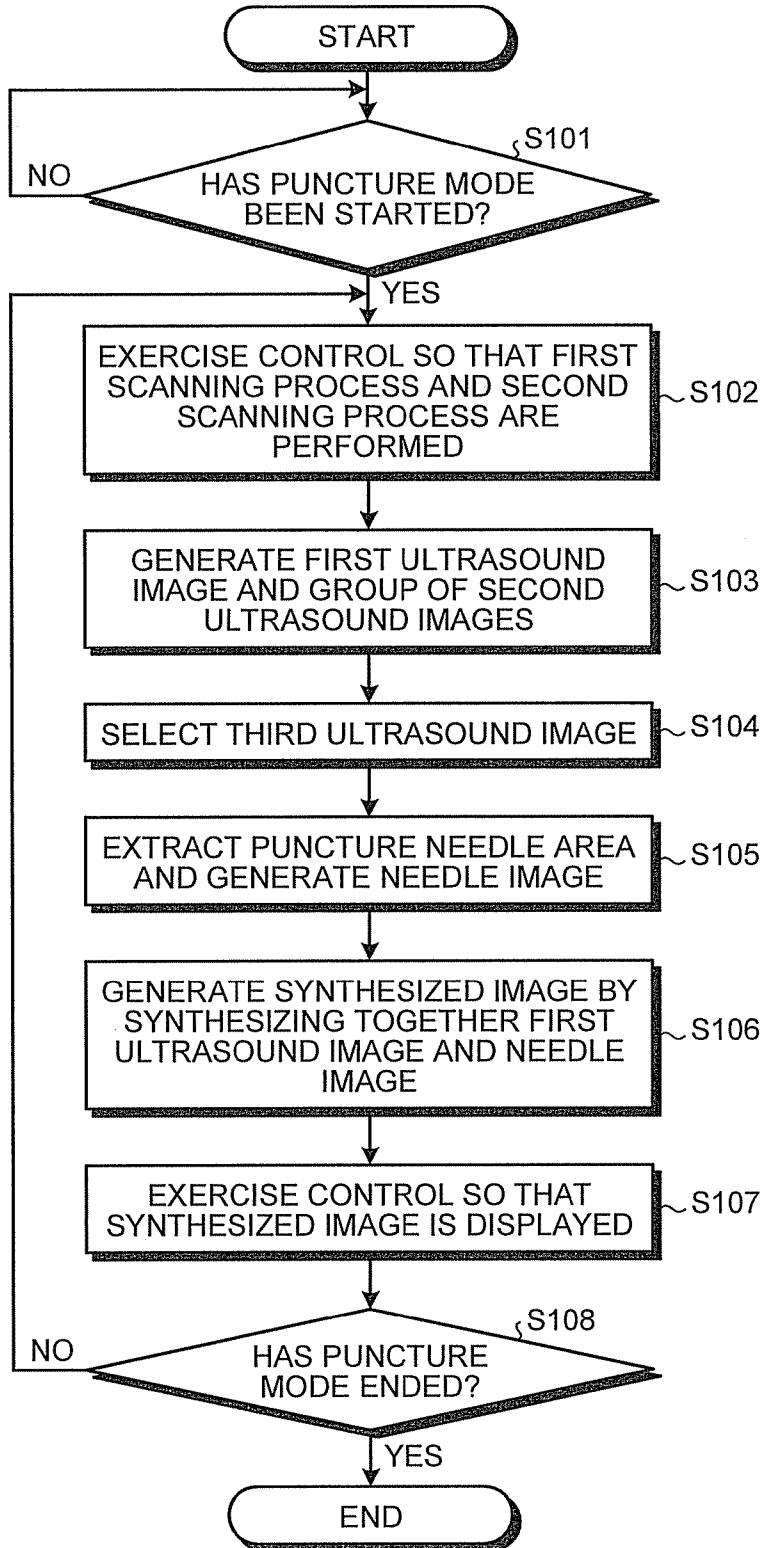 START
S101
NO
HAS PUNCTURE MODE
BEEN STARTED?
YES
EXERCISE CONTROL SO THAT FIRST
SCANNING PROCESS AND SECOND
SCANNING PROCESS ARE
PERFORMED
S102
GENERATE FIRST ULTRASOUND
IMAGE AND GROUP OF SECOND
ULTRASOUND IMAGES
S103
SELECT THIRD ULTRASOUND IMAGE
S104
EXTRACT PUNCTURE NEEDLE AREA
AND GENERATE NEEDLE IMAGE
S105
GENERATE SYNTHESIZED IMAGE BY
SYNTHESIZING TOGETHER FIRST
ULTRASOUND IMAGE AND NEEDLE
IMAGE
S106
EXERCISE CONTROL SO THAT
SYNTHESIZED IMAGE IS DISPLAYED
S107
S108
NO
HAS PUNCTURE
MODE ENDED?
YES
END